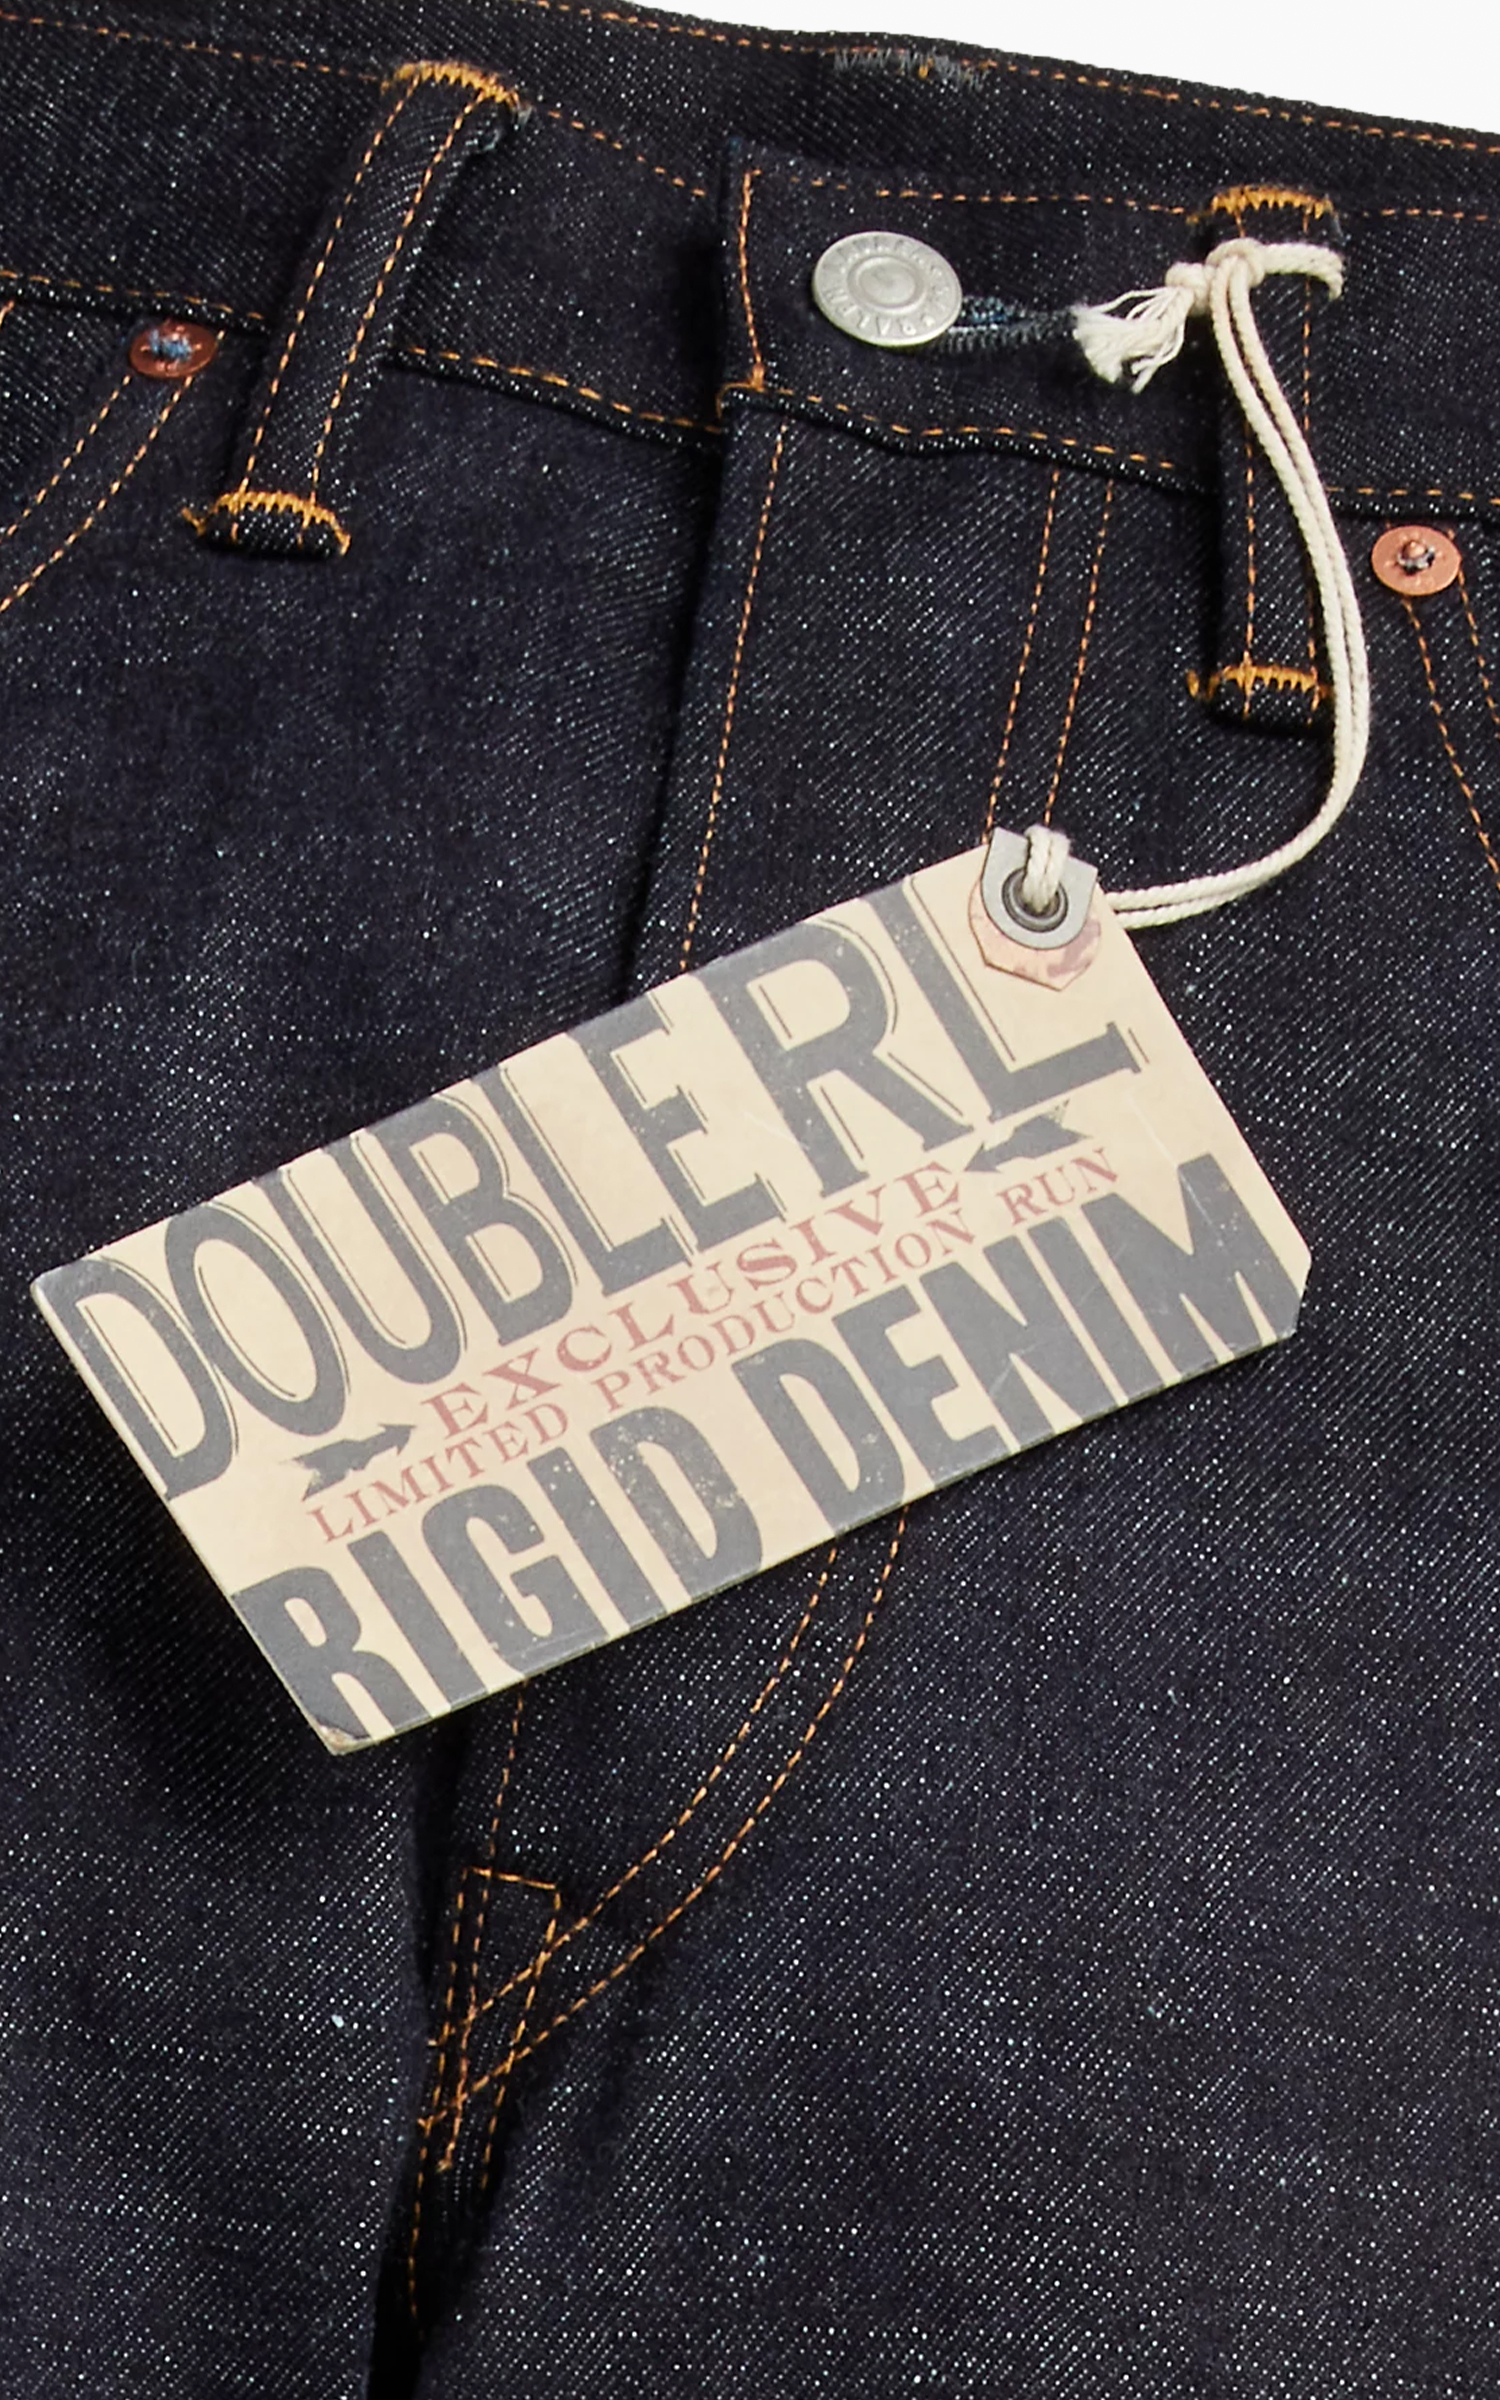 DOUBLE RL
EXCLUSIVE
LIMITED PRODUCTION RUN
RIGID DENIM